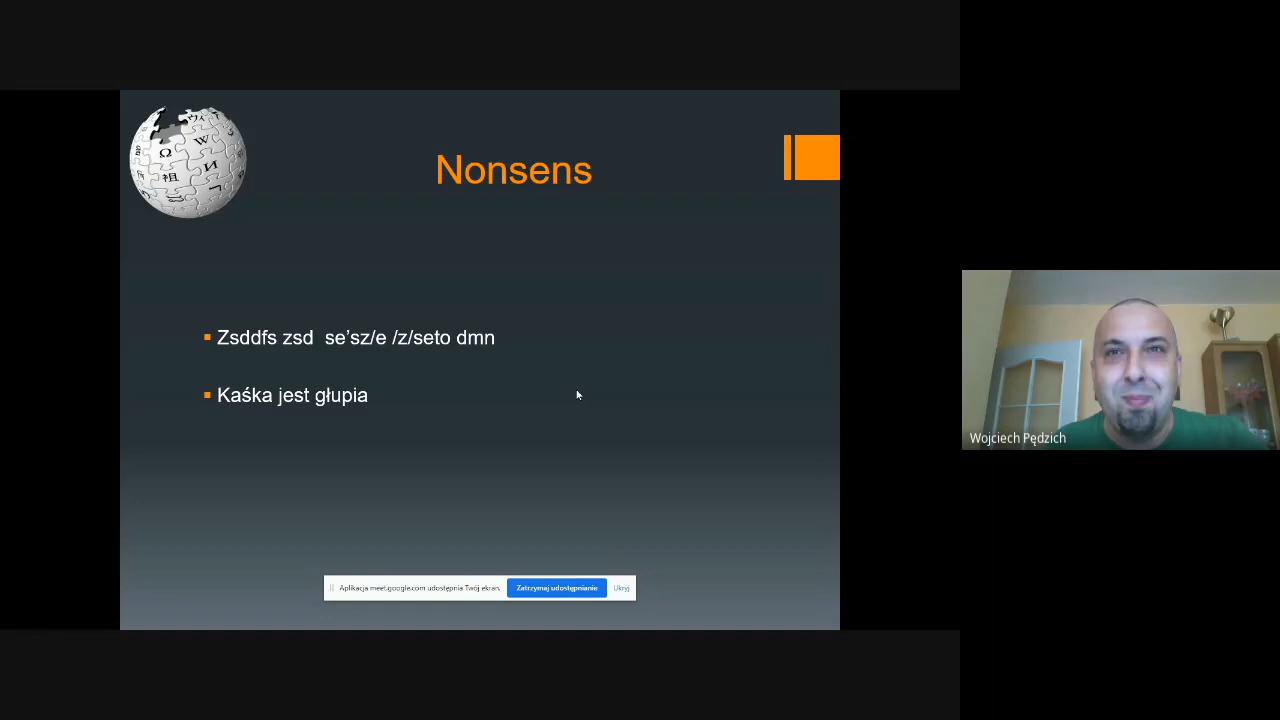 Nonsens
Zsddfs zsd  se’sz/e /z/seto dmn
Kaśka jest głupia
Wojciech Pędzich
Aplikacja meet.google.com udostępnia Twój ekran.
Zatrzymaj udostępnianie
Ukryj
Ω
W
И
祖